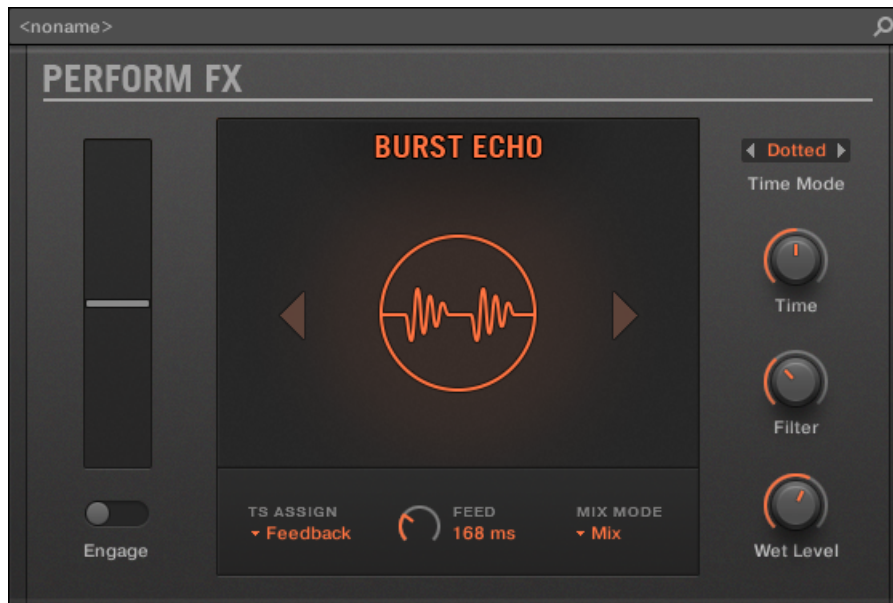 <noname>
PERFORM FX
BURST ECHO
Dotted
Time Mode
Time
Filter
Wet Level
TS ASSIGN
Feedback
FEED
168 ms
MIX MODE
Mix
Engage